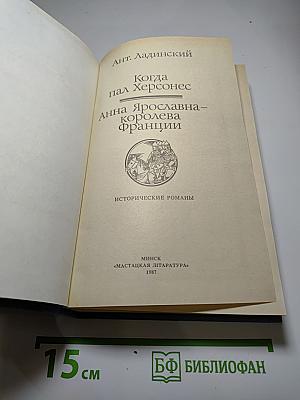 Ант. Ладинский
Когда
пал Херсонес
Анна Ярославна—
королева
Франции
ИСТОРИЧЕСКИЕ РОМАНЫ
МИНСК
«МАСТАЦКАЯ ЛІТАРАТУРА»
1987
15 см
БФ БИБЛИОФАН